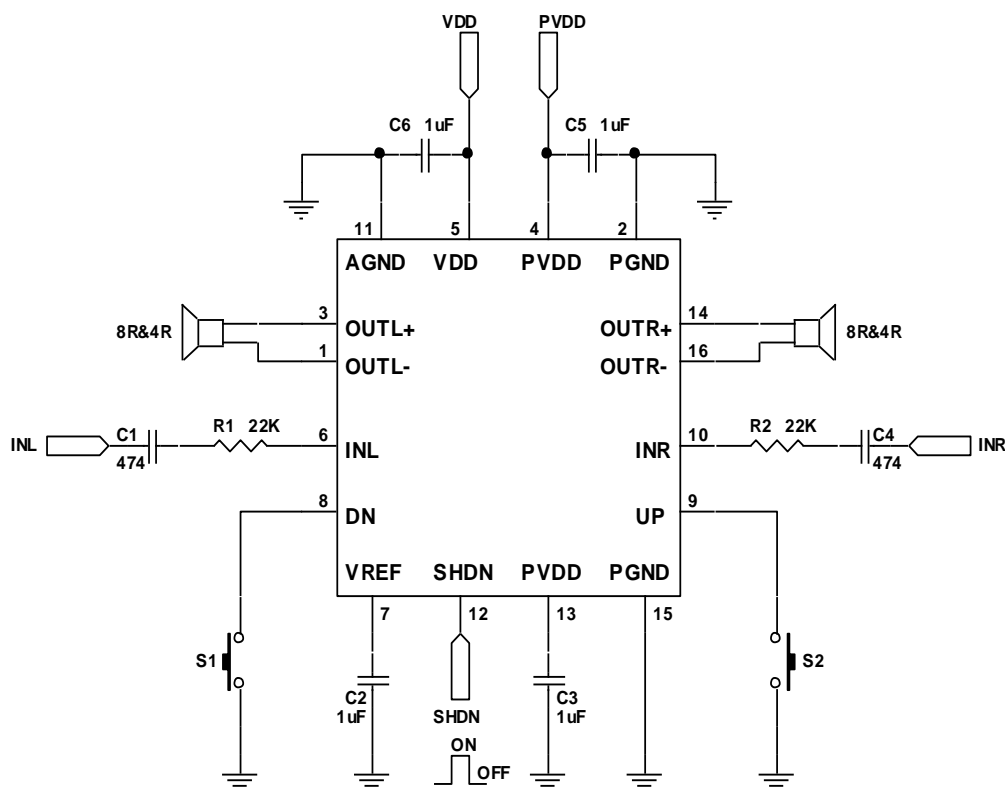 VDD PVDD
C6 1uF C5 1uF
11 5 4 2
AGND VDD PVDD PGND
3 14
8R&4R OUTL+ OUTR+ 8R&4R
1 16
OUTL- OUTR-
R1 22K 6 10 R2 22K
INL C1 INL INR C4 INR
474 474
8 9
DN UP
VREF SHDN PVDD PGND
7 12 13 15
S1 S2
C2 C3
1uF SHDN 1uF
ON
OFF